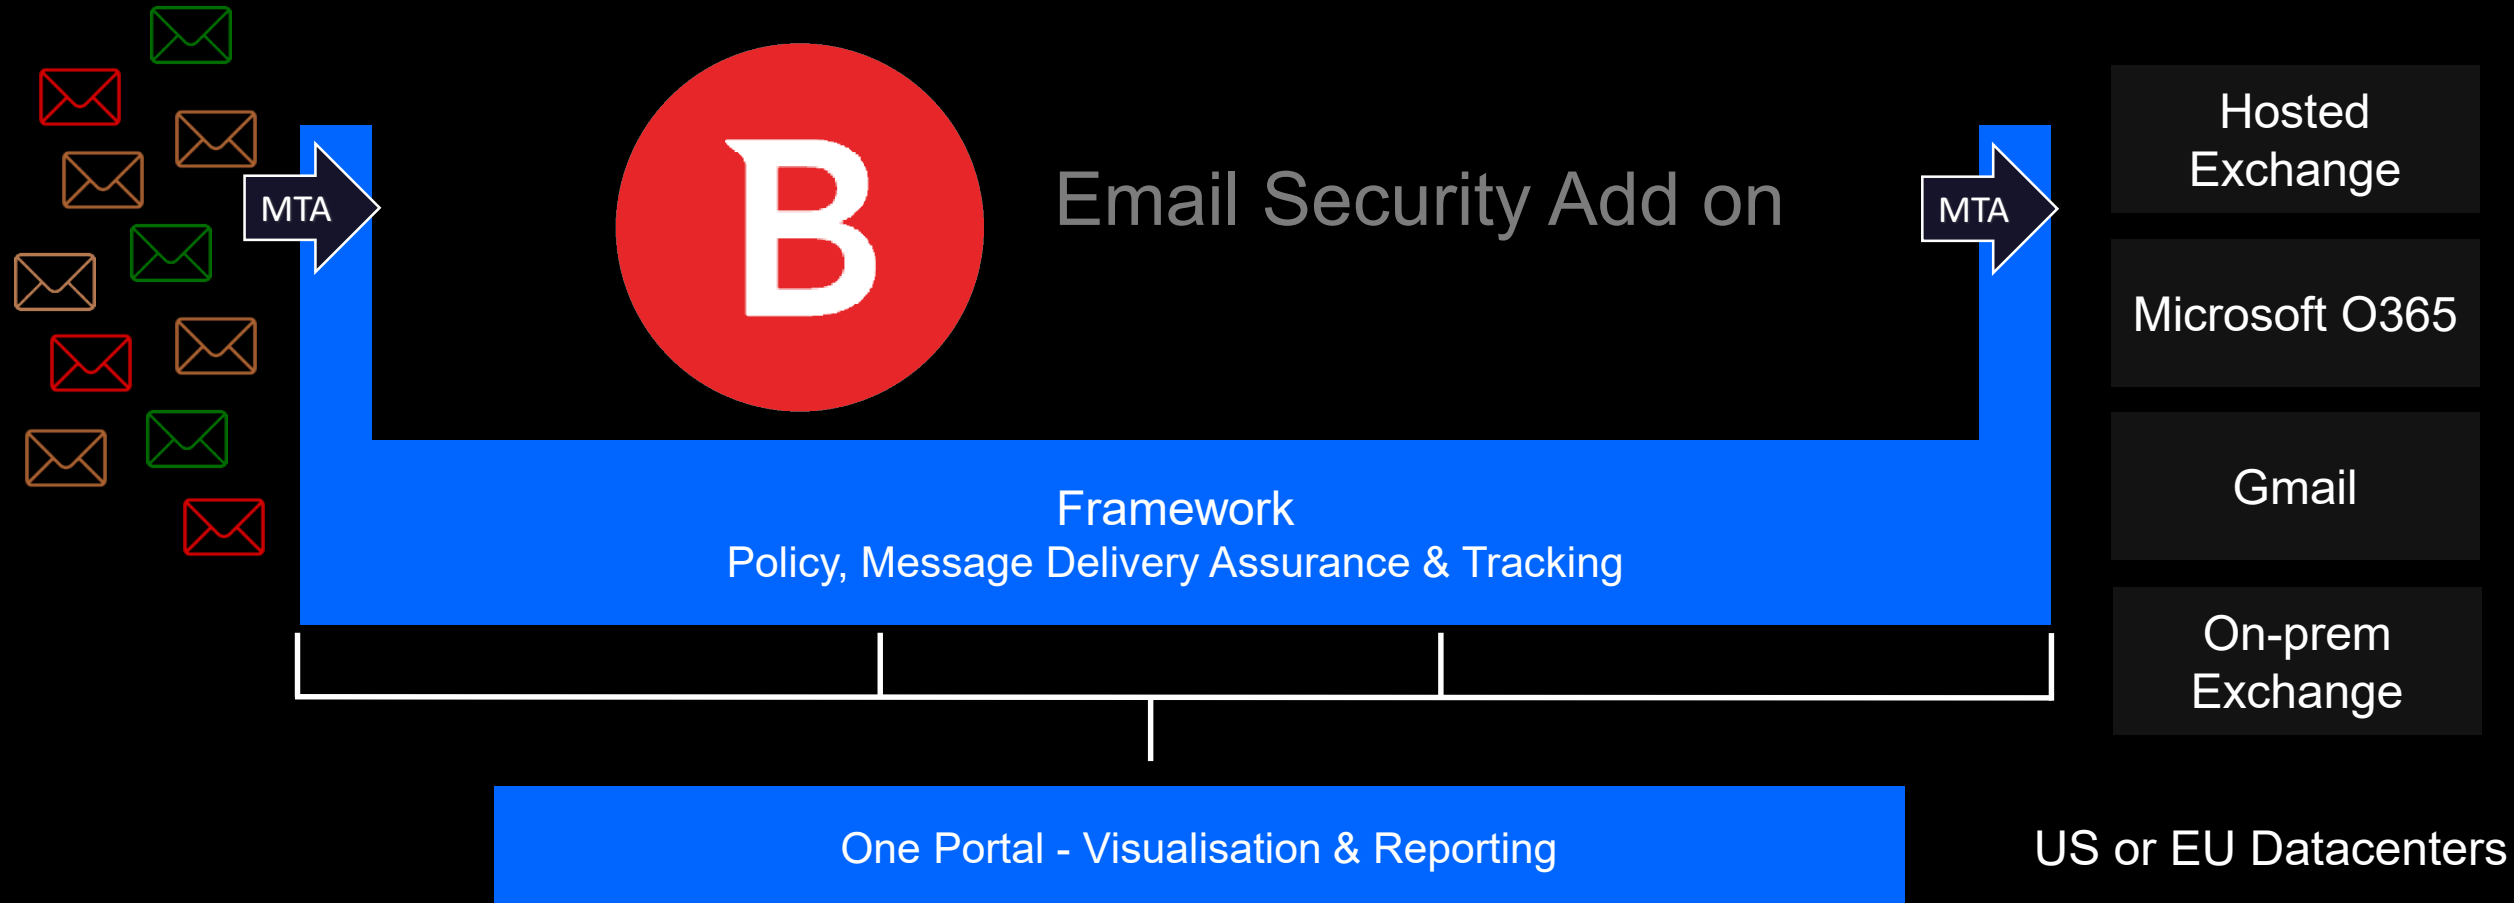 MTA
B
Email Security Add on
MTA
Hosted
Exchange
Microsoft O365
Gmail
On-prem
Exchange
Framework
Policy, Message Delivery Assurance & Tracking
One Portal - Visualisation & Reporting
US or EU Datacenters